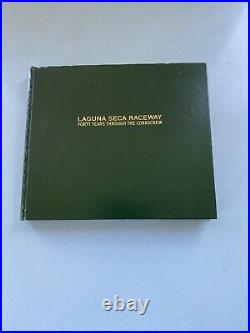 LAGUNA SECA RACEWAY
FORTY YEARS THROUGH THE CORKSCREW